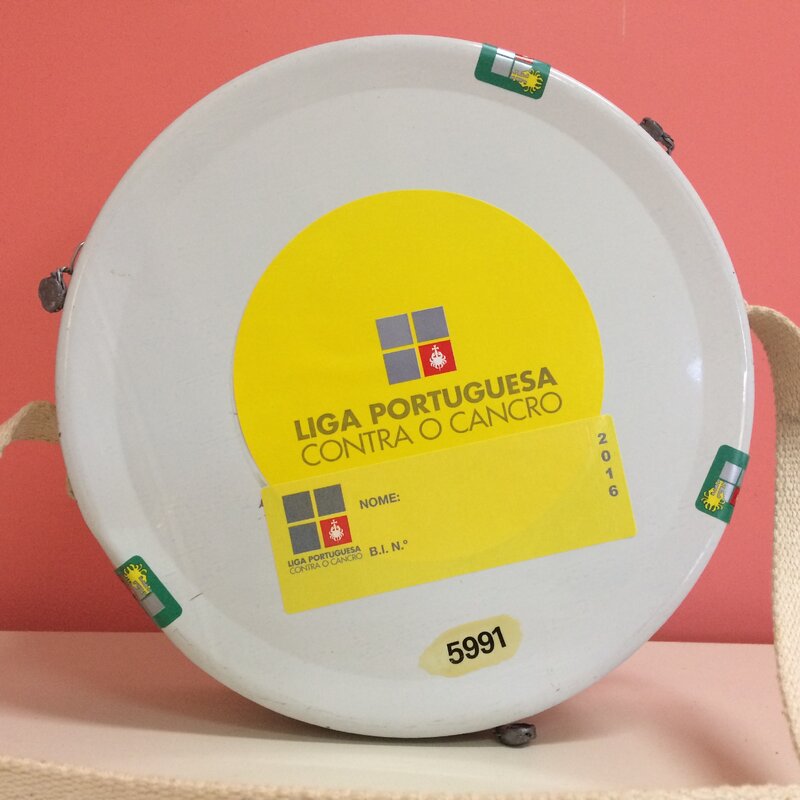 LIGA PORTUGUESA
CONTRA O CANCRO
2016
NOME:
LIGA PORTUGUESA
CONTRA O CANCRO
B.I. N.º
5991